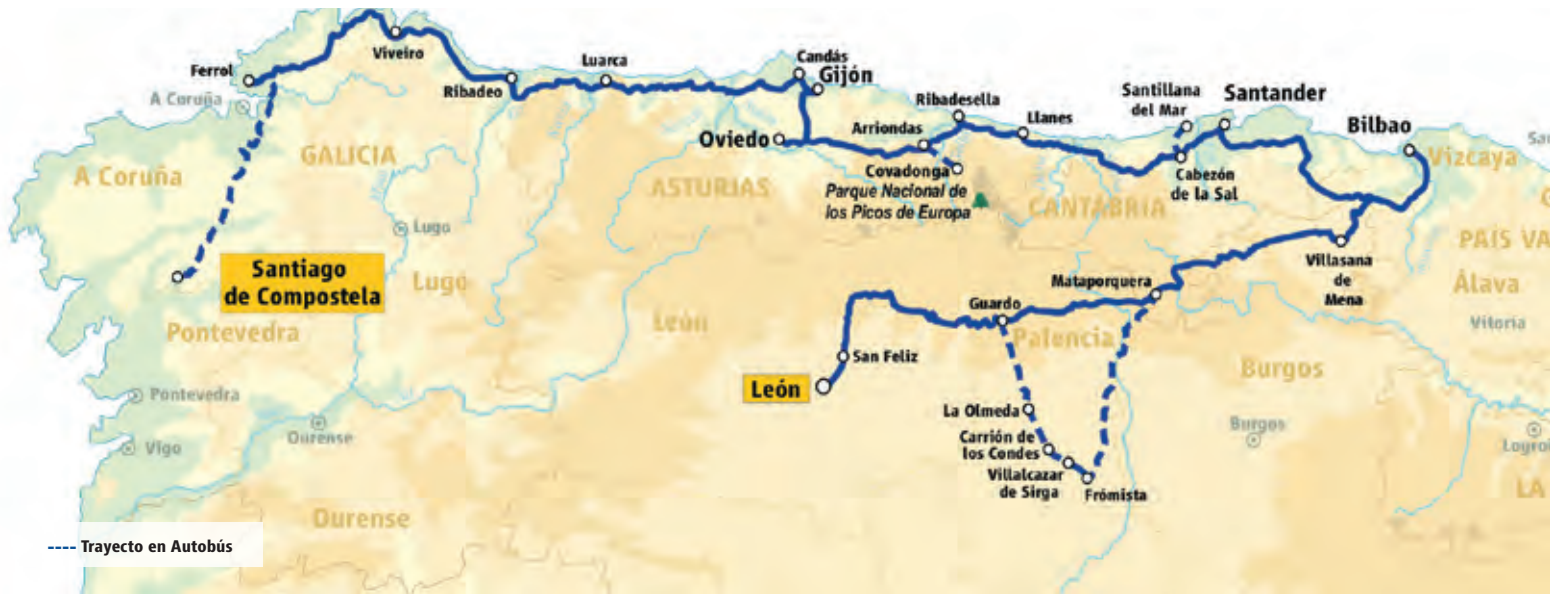 Viveiro
Ferrol
A Coruña
Ribadeo
Luarca
Candás
Gijón
Oviedo
Ribadesella
Arriondas
Llanes
Covadonga
Parque Nacional de
los Picos de Europa
Santillana
del Mar
Santander
Cabezón
de la Sal
Bilbao
Vizcaya
GALICIA
A Coruña
ASTURIAS
CANTABRIA
PAIS VA
Álava
Vitoria
Villasana
de
Mena
Lugo
Lugo
Santiago
de Compostela
Pontevedra
León
Mataporquera
Guardo
Palencia
San Feliz
León
Burgos
Burgos
La Olmeda
Carrión de
los Condes
Villalcazar
de Sirga
Frómista
Pontevedra
Vigo
Ourense
Ourense
Logroñ
LA
---- Trayecto en Autobús